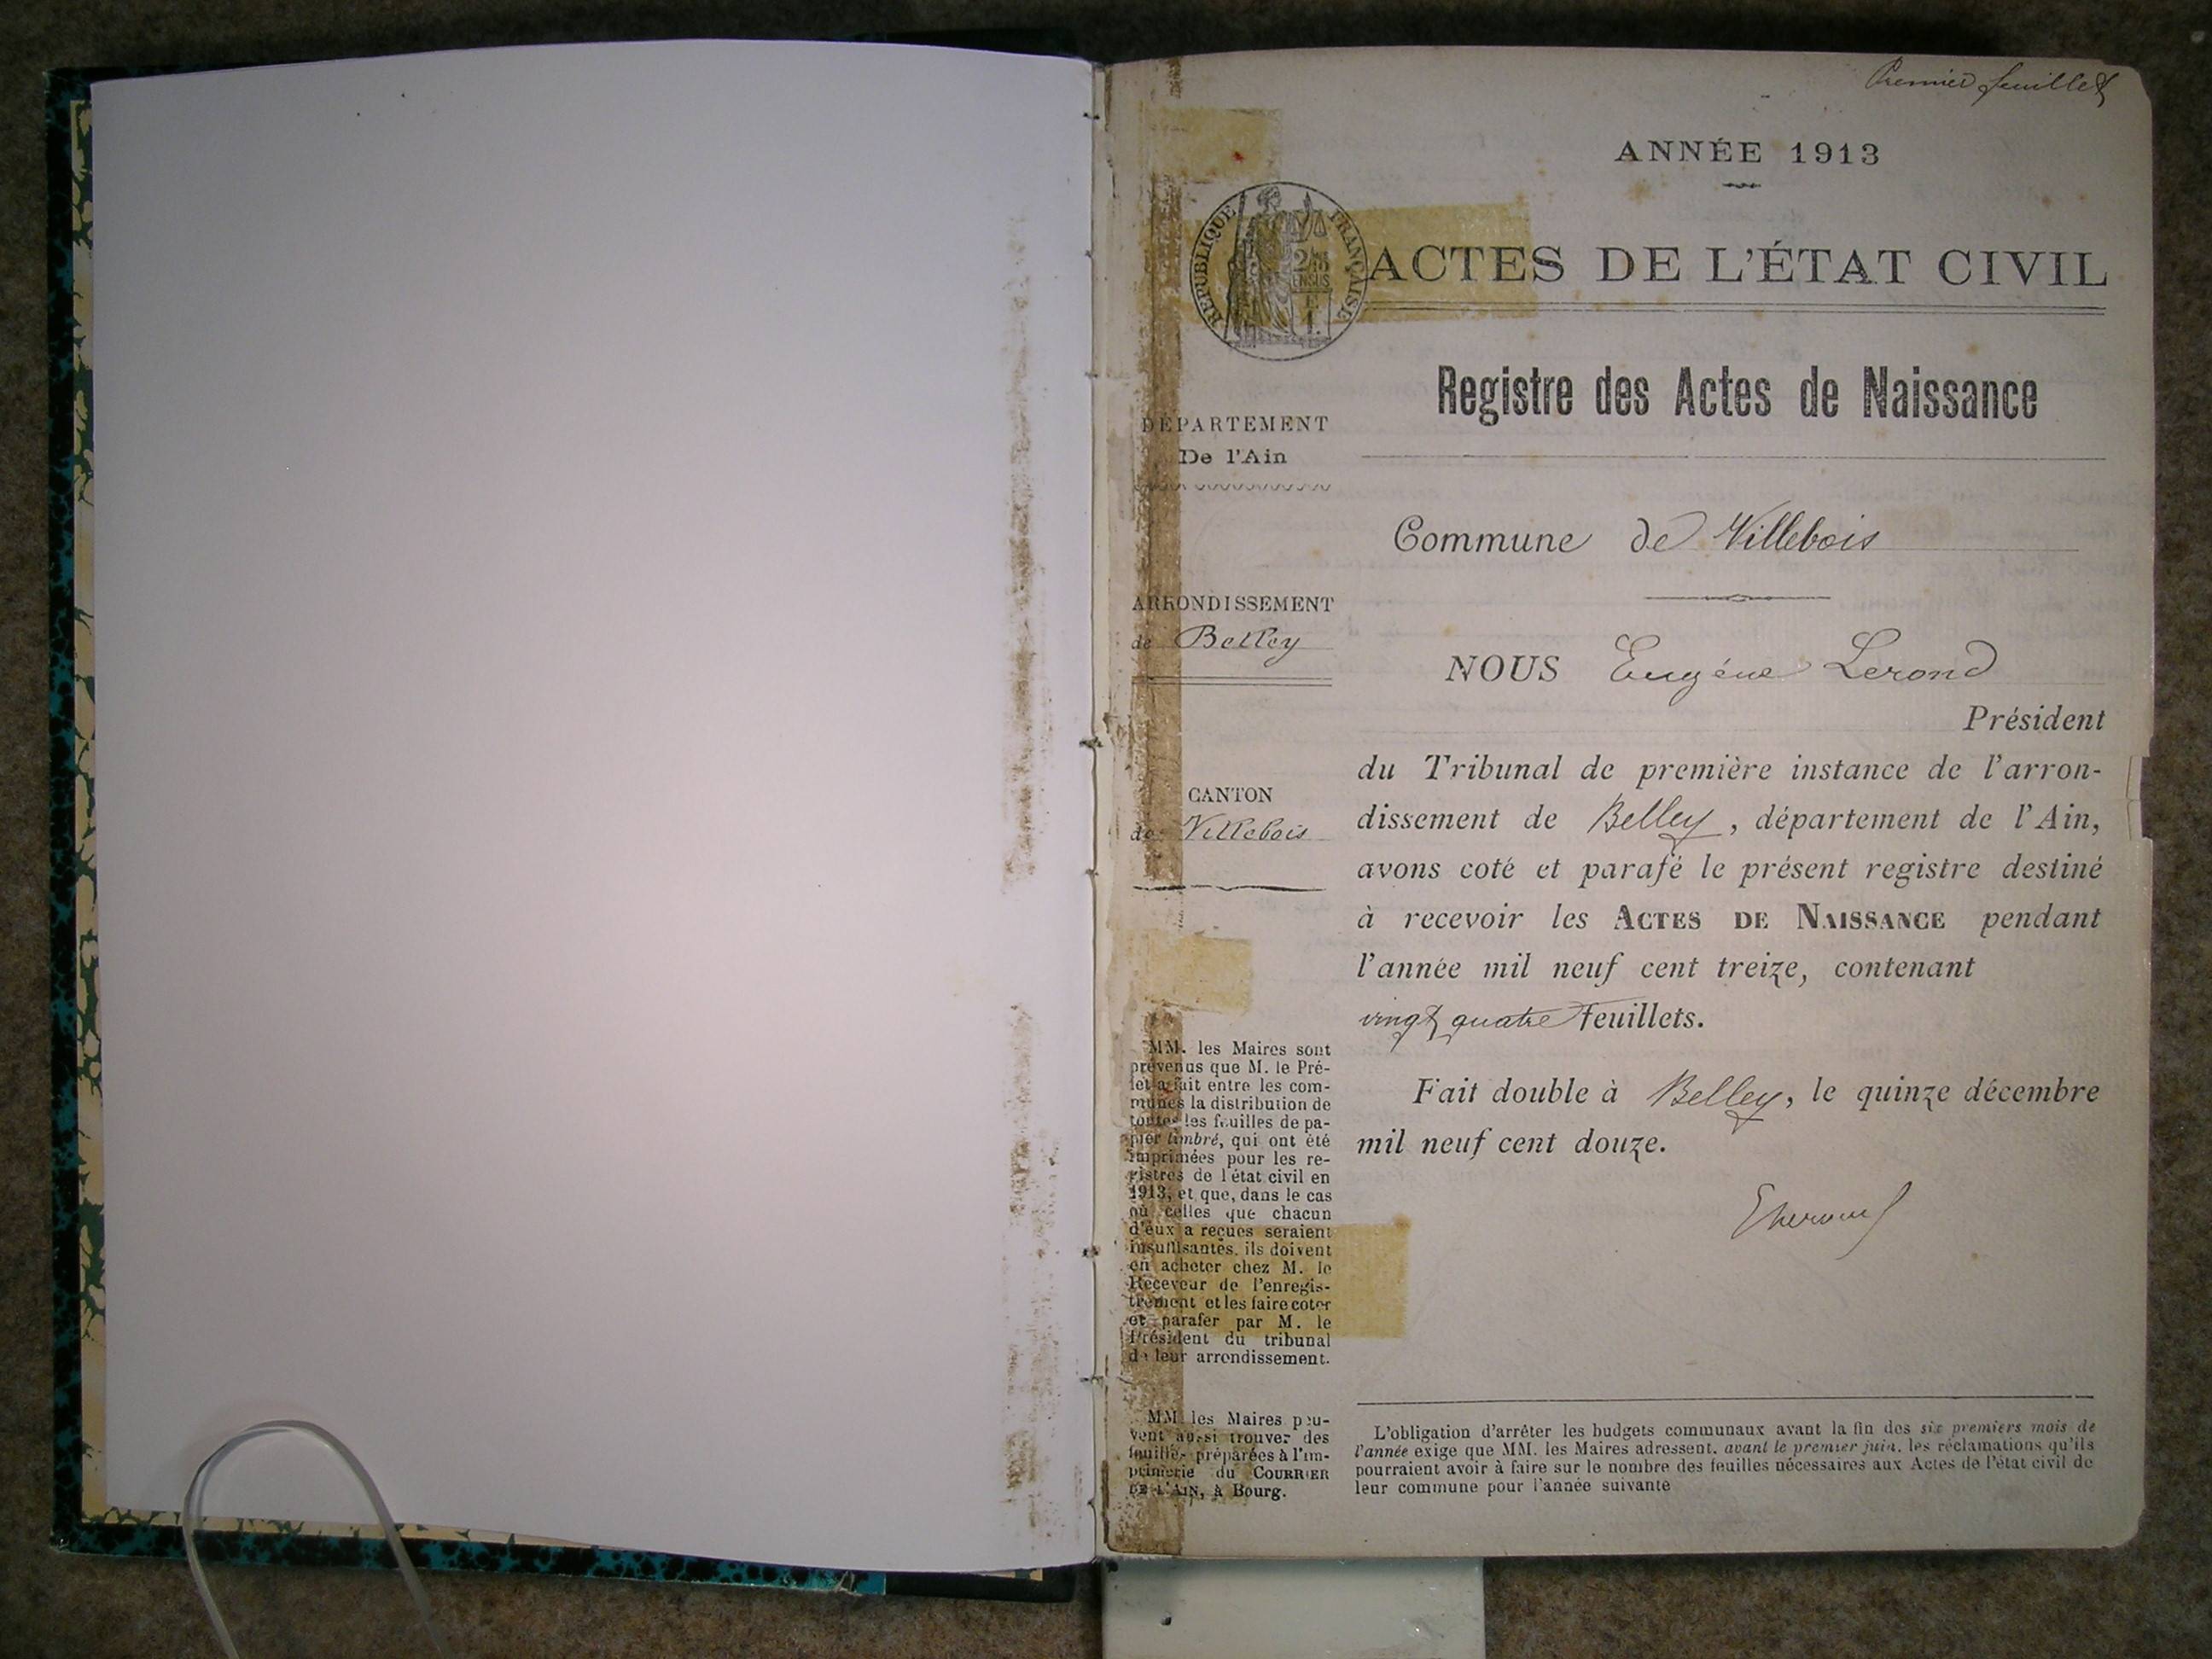 Premier feuillet
ANNÉE 1913
RÉPUBLIQUE FRANÇAISE
ACTES DE L'ÉTAT CIVIL
Registre des Actes de Naissance
DÉPARTEMENT
De l'Ain
ARRONDISSEMENT
de Belley
CANTON
de Villebois
MM. les Maires sont
prévenus que M. le Pré-
fet a fait entre les com-
munes la distribution de
toutes les feuilles de pa-
pier timbré, qui ont été
imprimées pour les re-
gistres de l'état civil en
1913, et que, dans le cas
où celles que chacun
d'eux a reçues seraient
insuffisantes, ils doivent
en acheter chez M. le
Receveur de l'enregis-
trement et les faire coter
et parafer par M. le
Président du tribunal
de leur arrondissement.
MM. les Maires peu-
vent aussi trouver des
feuilles préparées à l'im-
primerie du COURRIER
DE L'AIN, à Bourg.
Commune de Villebois
NOUS Eugène Lerond
Président
du Tribunal de première instance de l'arron-
dissement de Belley, département de l'Ain,
avons coté et parafé le présent registre destiné
à recevoir les ACTES DE NAISSANCE pendant
l'année mil neuf cent treize, contenant
vingt quatre feuillets.
Fait double à Belley, le quinze décembre
mil neuf cent douze.
L'obligation d'arrêter les budgets communaux avant la fin des six premiers mois de
l'année exige que MM. les Maires adressent, avant le premier juin, les réclamations qu'ils
pourraient avoir à faire sur le nombre des feuilles nécessaires aux Actes de l'état civil de
leur commune pour l'année suivante